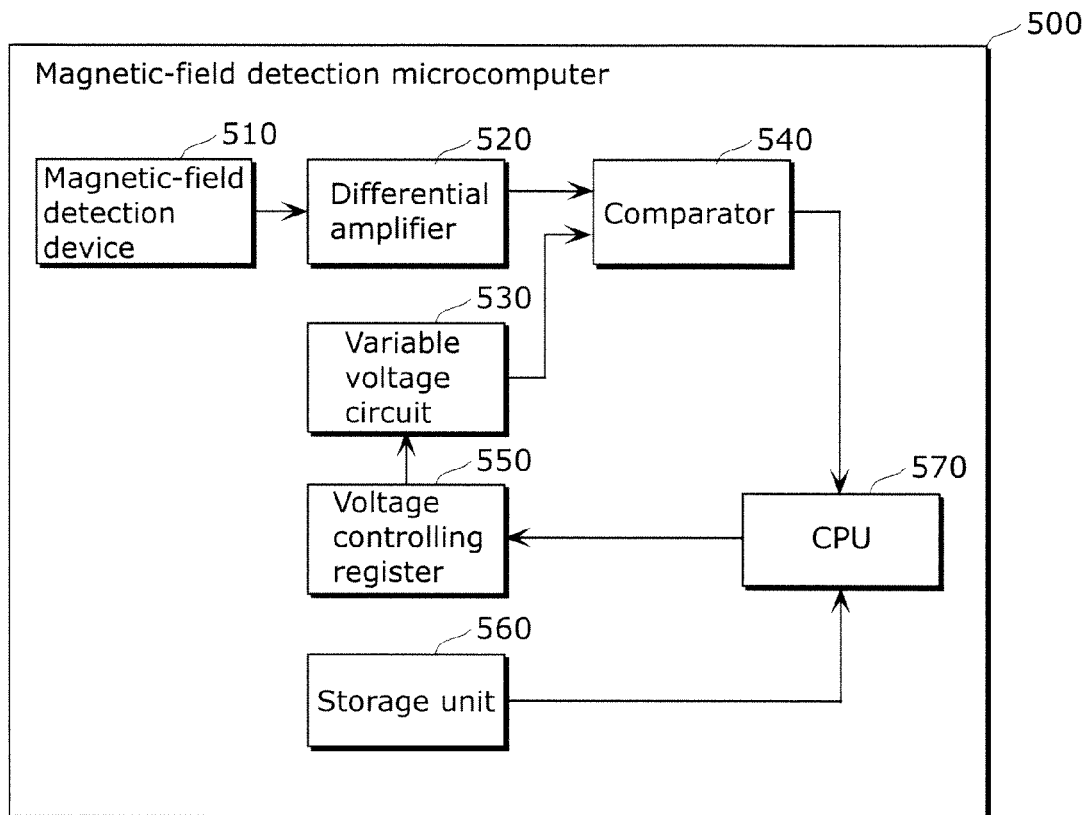 500
Magnetic-field detection microcomputer
510
520
540
Magnetic-field
detection
device
Differential
amplifier
Comparator
530
Variable
voltage
circuit
550
570
Voltage
controlling
register
CPU
560
Storage unit